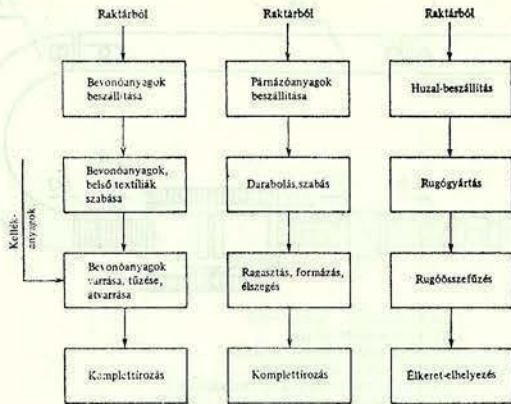 Raktárból
Bevonóanyagok
beszállítása
Bevonóanyagok,
belső textíliák
szabása
Kellék-
anyagok
Bevonóanyagok
varrása, tűzése,
átvarrása
Komplettírozás
Raktárból
Párnázóanyagok
beszállítása
Darabolás, szabás
Ragasztás, formázás,
élszegés
Komplettírozás
Raktárból
Huzal-beszállítás
Rugógyártás
Rugóösszefűzés
Élkeret-elhelyezés